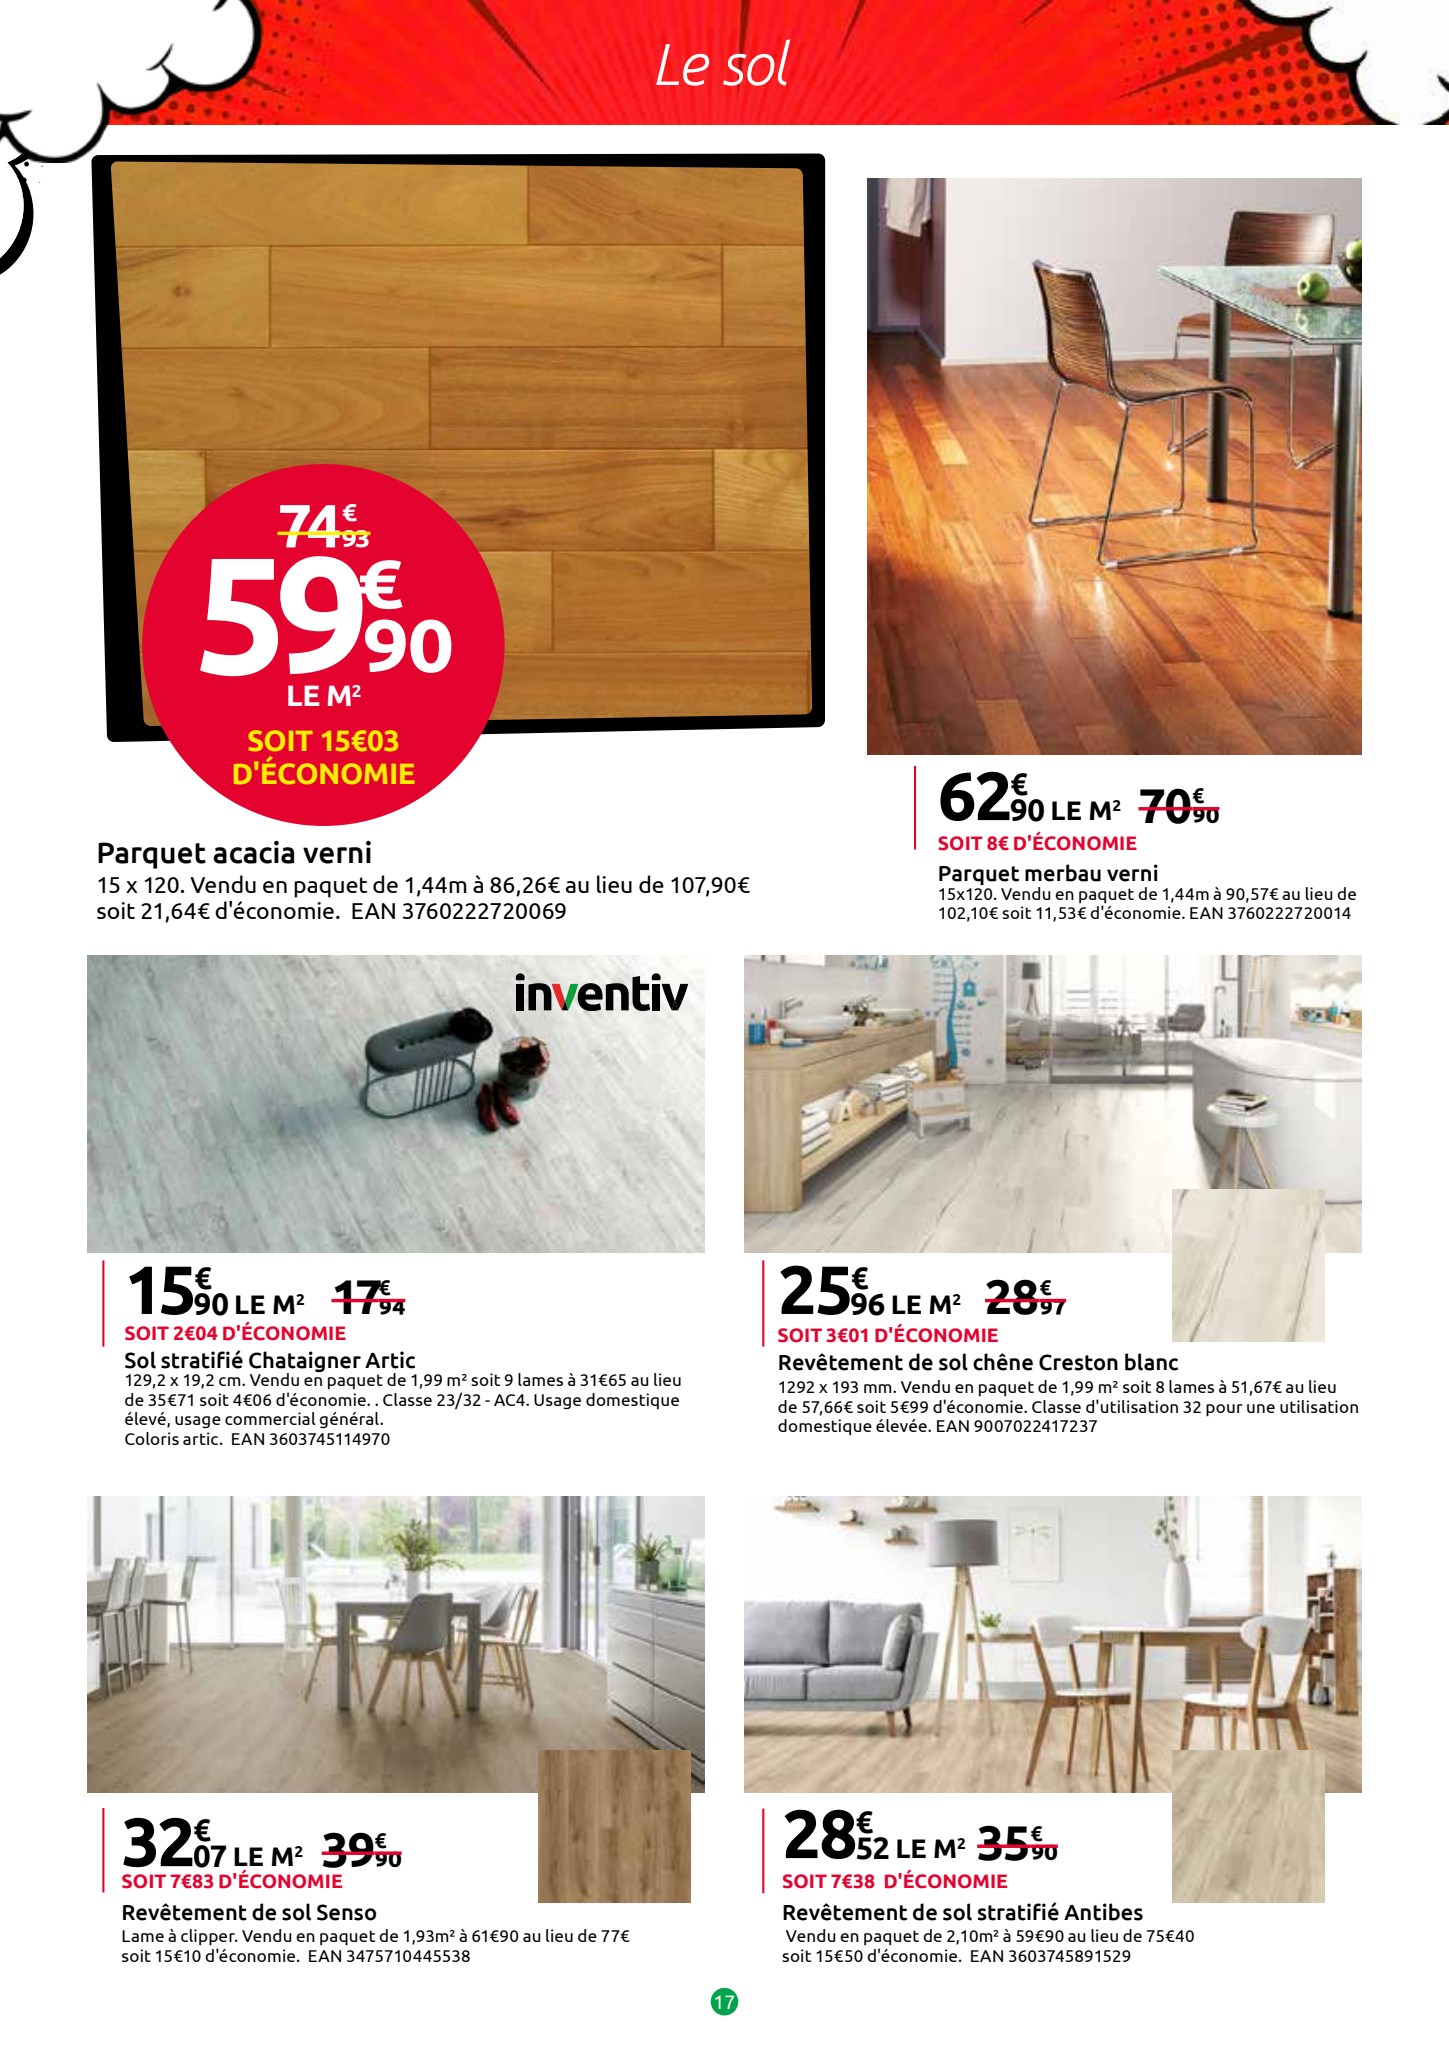 Le sol
74€93
59€90
LE M²
SOIT 15€03
D'ÉCONOMIE
Parquet acacia verni
15 x 120. Vendu en paquet de 1,44m à 86,26€ au lieu de 107,90€
soit 21,64€ d'économie. EAN 3760222720069
62€90 LE M² 70€90
SOIT 8€ D'ÉCONOMIE
Parquet merbau verni
15x120. Vendu en paquet de 1,44m à 90,57€ au lieu de
102,10€ soit 11,53€ d'économie. EAN 3760222720014
inventiv
15€90 LE M² 17€94
SOIT 2€04 D'ÉCONOMIE
Sol stratifié Chataigner Artic
129,2 x 19,2 cm. Vendu en paquet de 1,99 m² soit 9 lames à 31€65 au lieu
de 35€71 soit 4€06 d'économie. . Classe 23/32 - AC4. Usage domestique
élevé, usage commercial général.
Coloris artic. EAN 3603745114970
25€96 LE M² 28€97
SOIT 3€01 D'ÉCONOMIE
Revêtement de sol chêne Creston blanc
1292 x 193 mm. Vendu en paquet de 1,99 m² soit 8 lames à 51,67€ au lieu
de 57,66€ soit 5€99 d'économie. Classe d'utilisation 32 pour une utilisation
domestique élevée. EAN 9007022417237
32€07 LE M² 39€90
SOIT 7€83 D'ÉCONOMIE
Revêtement de sol Senso
Lame à clipper. Vendu en paquet de 1,93m² à 61€90 au lieu de 77€
soit 15€10 d'économie. EAN 3475710445538
28€52 LE M² 35€90
SOIT 7€38 D'ÉCONOMIE
Revêtement de sol stratifié Antibes
Vendu en paquet de 2,10m² à 59€90 au lieu de 75€40
soit 15€50 d'économie. EAN 3603745891529
17